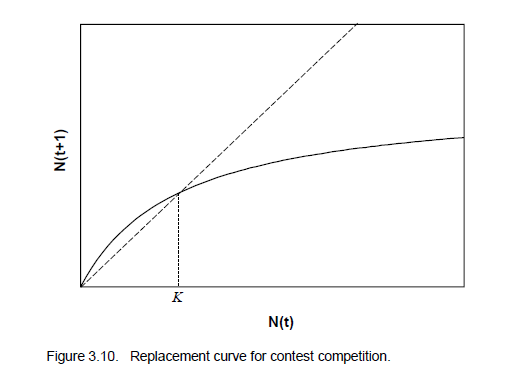 N(t+1)
K
N(t)
Figure 3.10. Replacement curve for contest competition.